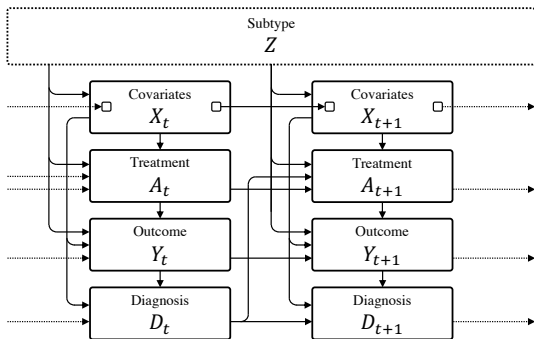 Subtype
Z
Covariates
X_t
Covariates
X_{t+1}
Treatment
A_t
Treatment
A_{t+1}
Outcome
Y_t
Outcome
Y_{t+1}
Diagnosis
D_t
Diagnosis
D_{t+1}